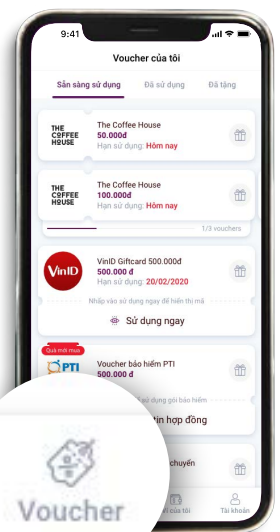 9:41
Voucher của tôi
Sẵn sàng sử dụng Đã sử dụng Đã tặng
THE COFFEE HOUSE
The Coffee House
50.000đ
Hạn sử dụng: Hôm nay
THE COFFEE HOUSE
The Coffee House
100.000đ
Hạn sử dụng: Hôm nay
1/3 vouchers
VinID
VinID Giftcard 500.000đ
500.000 đ
Hạn sử dụng: 20/02/2020
Nhấp vào sử dụng ngay để hiển thị mã
Sử dụng ngay
Quà mới mua
PTI
Voucher bảo hiểm PTI
500.000 đ
sử dụng gói bảo hiểm
tin hợp đồng
chuyến
của tôi Tài khoản
Voucher